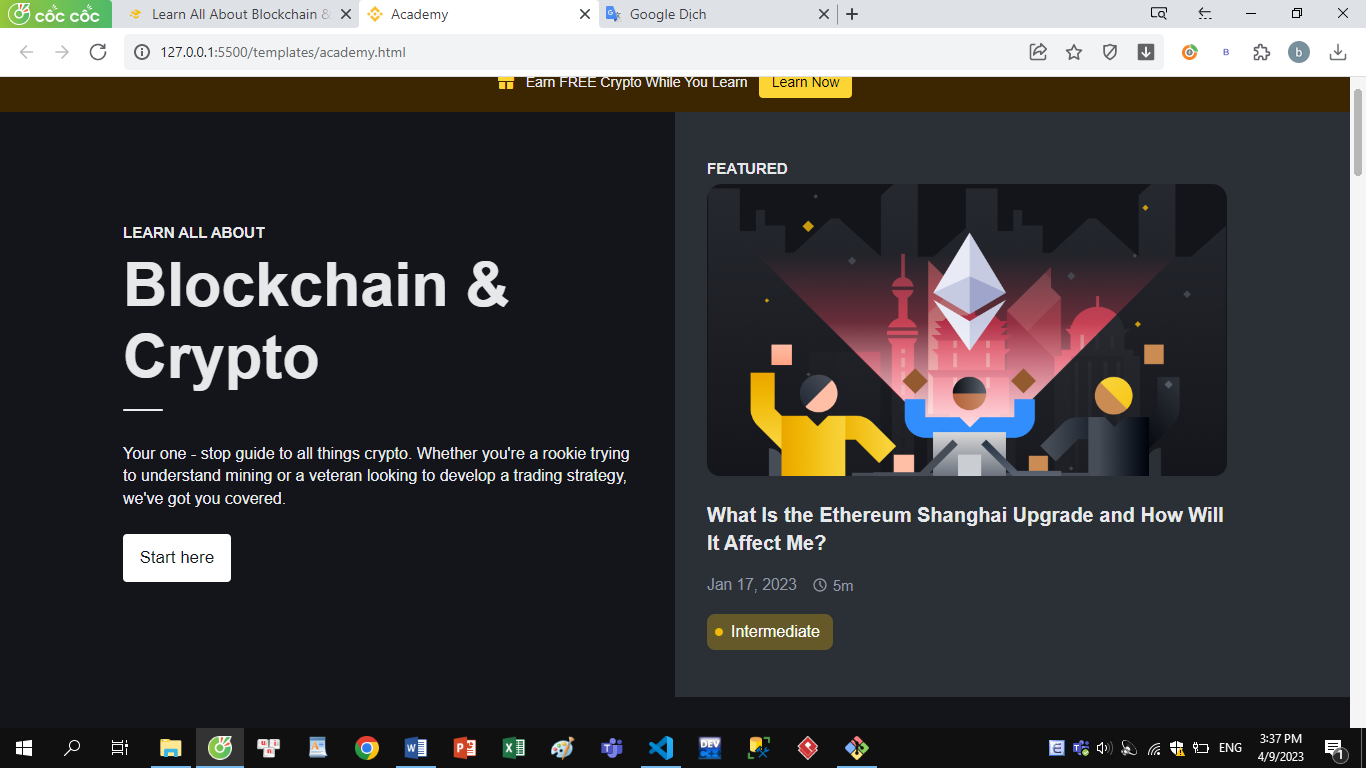 cốc cốc
Learn All About Blockchain &
Academy
Google Dịch
127.0.0.1:5500/templates/academy.html
B
b
Earn FREE Crypto While You Learn
Learn Now
LEARN ALL ABOUT
Blockchain &
Crypto
Your one - stop guide to all things crypto. Whether you're a rookie trying
to understand mining or a veteran looking to develop a trading strategy,
we've got you covered.
Start here
FEATURED
What Is the Ethereum Shanghai Upgrade and How Will
It Affect Me?
Jan 17, 2023
5m
Intermediate
DEV
C++
ENG
3:37 PM
4/9/2023
1